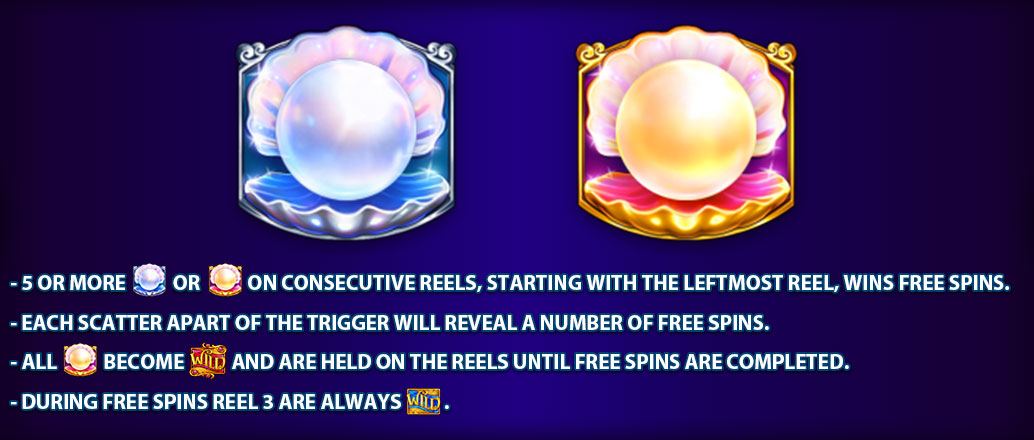 - 5 OR MORE OR ON CONSECUTIVE REELS, STARTING WITH THE LEFTMOST REEL, WINS FREE SPINS.
- EACH SCATTER APART OF THE TRIGGER WILL REVEAL A NUMBER OF FREE SPINS.
- ALL BECOME WILD AND ARE HELD ON THE REELS UNTIL FREE SPINS ARE COMPLETED.
- DURING FREE SPINS REEL 3 ARE ALWAYS WILD .